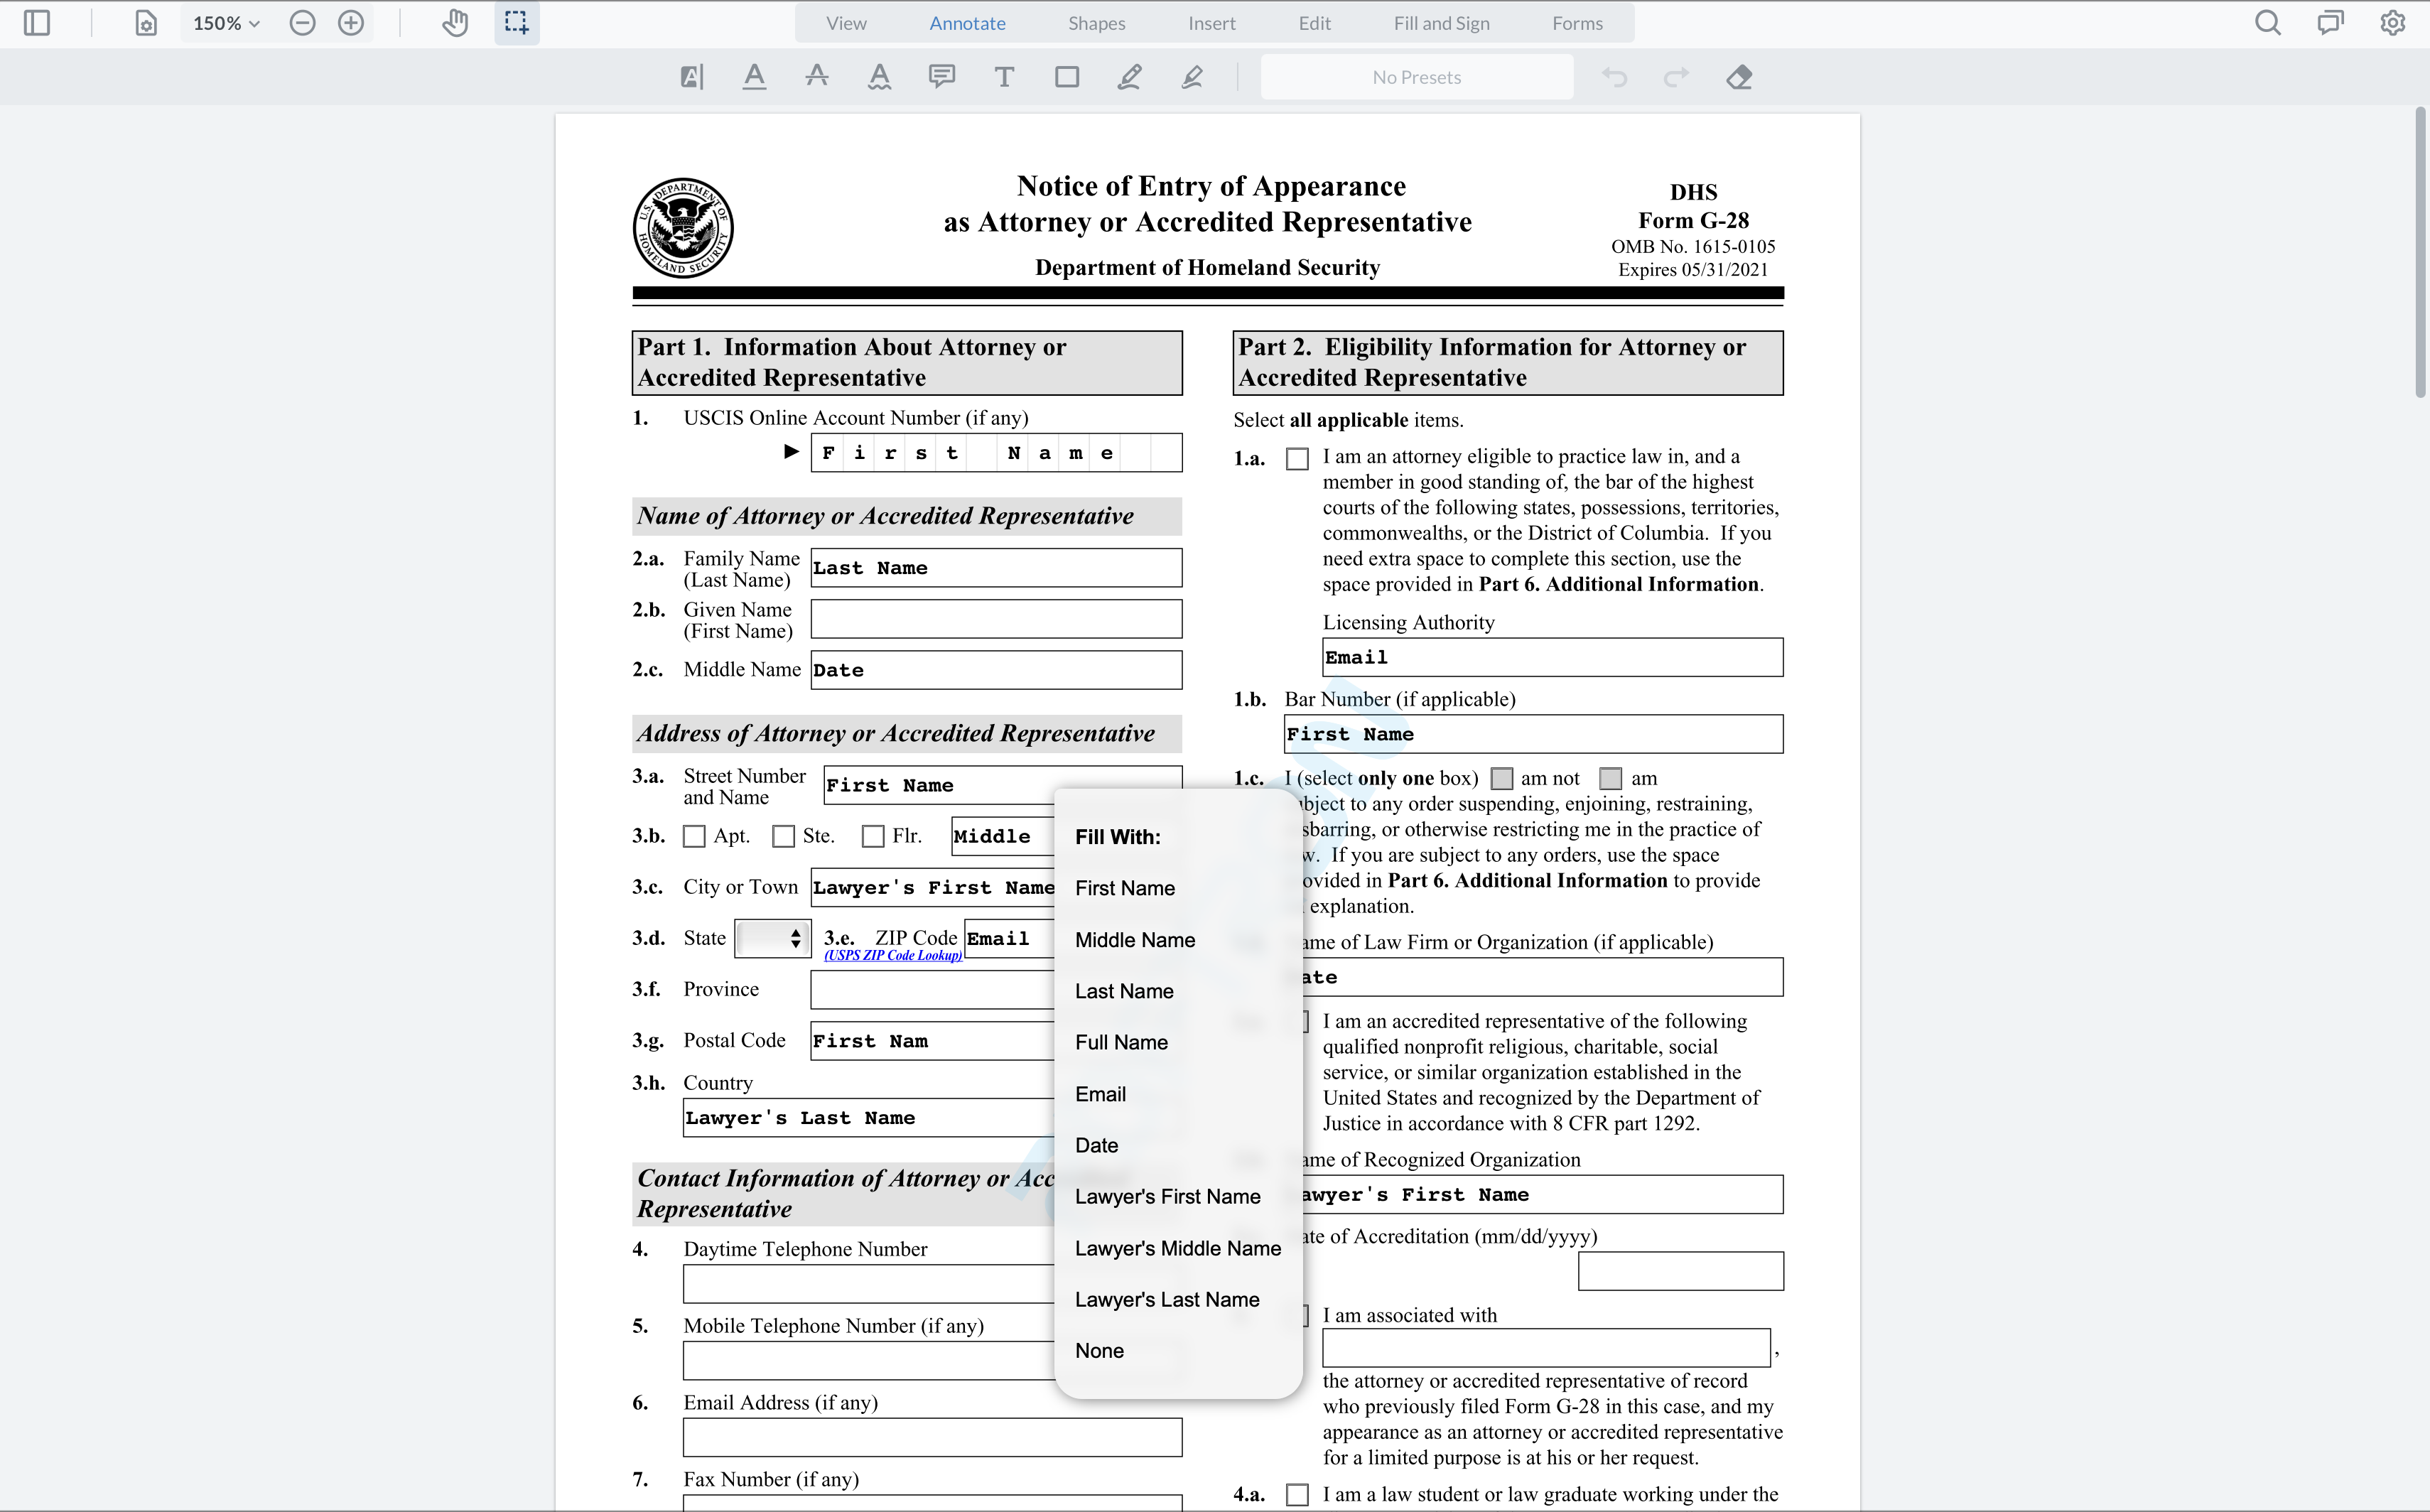 150%
View Annotate Shapes Insert Edit Fill and Sign Forms
No Presets
U.S. DEPARTMENT OF HOMELAND SECURITY
Notice of Entry of Appearance
as Attorney or Accredited Representative
Department of Homeland Security
DHS
Form G-28
OMB No. 1615-0105
Expires 05/31/2021
Part 1. Information About Attorney or
Accredited Representative
1. USCIS Online Account Number (if any)
First Name
Name of Attorney or Accredited Representative
2.a. Family Name
(Last Name)
Last Name
2.b. Given Name
(First Name)
2.c. Middle Name Date
Address of Attorney or Accredited Representative
3.a. Street Number
and Name
First Name
3.b. Apt. Ste. Flr. Middle
3.c. City or Town Lawyer's First Name
3.d. State 3.e. ZIP Code Email
(USPS ZIP Code Lookup)
3.f. Province
3.g. Postal Code First Nam
3.h. Country
Lawyer's Last Name
Contact Information of Attorney or Acc
Representative
4. Daytime Telephone Number
5. Mobile Telephone Number (if any)
6. Email Address (if any)
7. Fax Number (if any)
Fill With:
First Name
Middle Name
Last Name
Full Name
Email
Date
Lawyer's First Name
Lawyer's Middle Name
Lawyer's Last Name
None
Part 2. Eligibility Information for Attorney or
Accredited Representative
Select all applicable items.
1.a. I am an attorney eligible to practice law in, and a
member in good standing of, the bar of the highest
courts of the following states, possessions, territories,
commonwealths, or the District of Columbia. If you
need extra space to complete this section, use the
space provided in Part 6. Additional Information.
Licensing Authority
Email
1.b. Bar Number (if applicable)
First Name
1.c. I (select only one box) am not am
bject to any order suspending, enjoining, restraining,
sbarring, or otherwise restricting me in the practice of
w. If you are subject to any orders, use the space
ovided in Part 6. Additional Information to provide
explanation.
ame of Law Firm or Organization (if applicable)
ate
I am an accredited representative of the following
qualified nonprofit religious, charitable, social
service, or similar organization established in the
United States and recognized by the Department of
Justice in accordance with 8 CFR part 1292.
ame of Recognized Organization
awyer's First Name
ate of Accreditation (mm/dd/yyyy)
I am associated with
,
the attorney or accredited representative of record
who previously filed Form G-28 in this case, and my
appearance as an attorney or accredited representative
for a limited purpose is at his or her request.
4.a. I am a law student or law graduate working under the